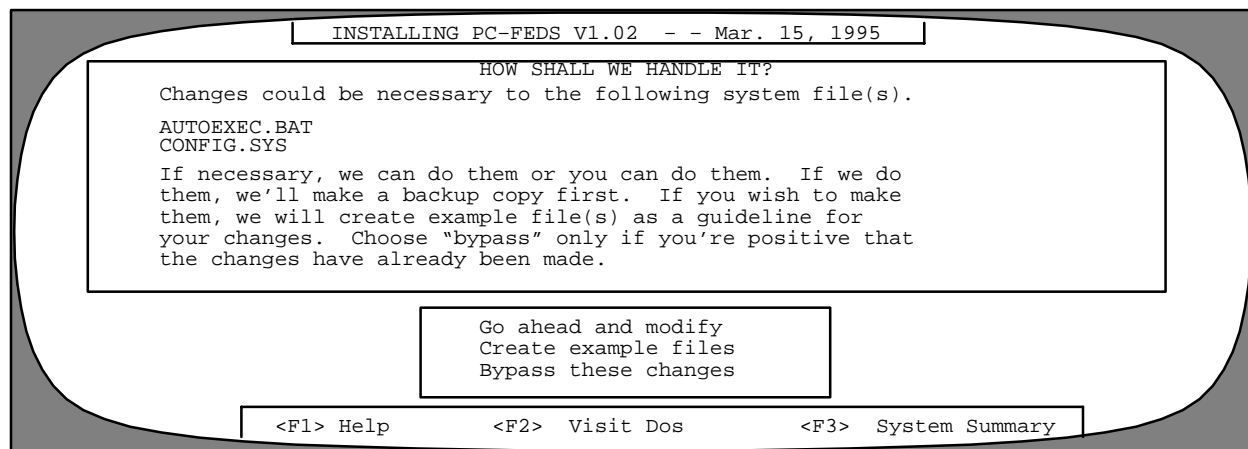 INSTALLING PC−FEDS V1.02 − − Mar. 15, 1995
HOW SHALL WE HANDLE IT?
Changes could be necessary to the following system file(s).
AUTOEXEC.BAT
CONFIG.SYS
If necessary, we can do them or you can do them. If we do
them, we’ll make a backup copy first. If you wish to make
them, we will create example file(s) as a guideline for
your changes. Choose “bypass” only if you’re positive that
the changes have already been made.
Go ahead and modify
Create example files
Bypass these changes
<F1> Help <F2> Visit Dos <F3> System Summary